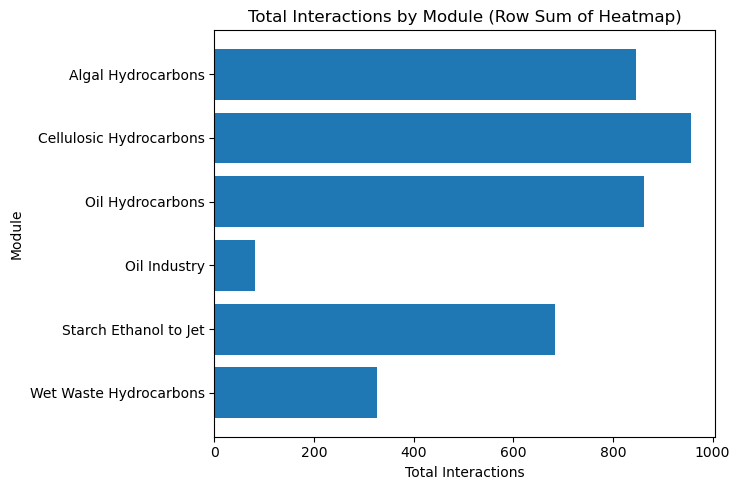 Total Interactions by Module (Row Sum of Heatmap)
Module
Algal Hydrocarbons
Cellulosic Hydrocarbons
Oil Hydrocarbons
Oil Industry
Starch Ethanol to Jet
Wet Waste Hydrocarbons
0 200 400 600 800 1000
Total Interactions